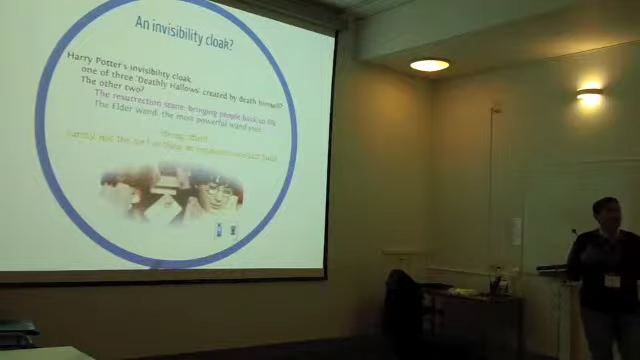 An invisibility cloak?
Harry Potter's invisibility cloak
one of three 'Deathly Hallows' created by death himself?
The other two?
The resurrection stone: bringing people back to life
The Elder wand: the most powerful wand ever